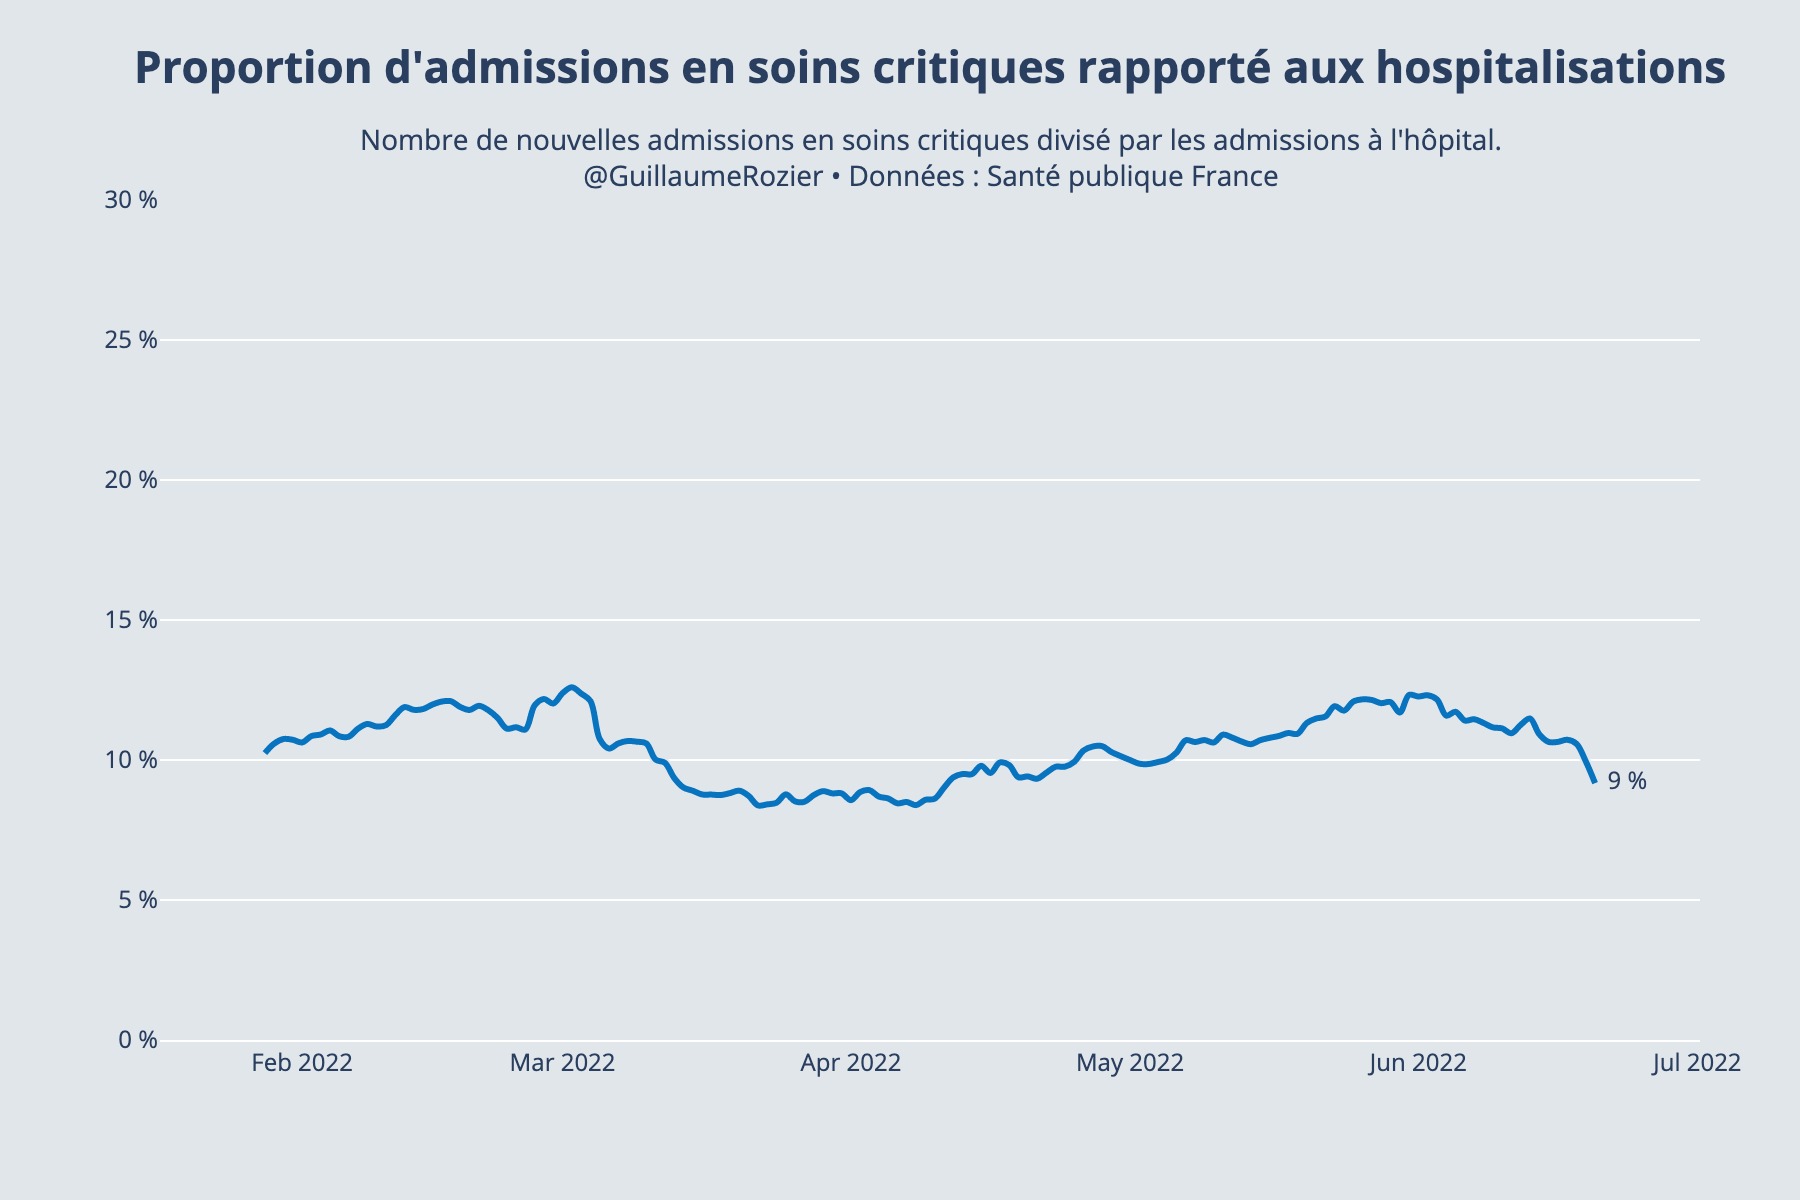 Proportion d'admissions en soins critiques rapporté aux hospitalisations
Nombre de nouvelles admissions en soins critiques divisé par les admissions à l'hôpital.
@GuillaumeRozier • Données : Santé publique France
30 %
25 %
20 %
15 %
10 %
9 %
5 %
0 %
Feb 2022
Mar 2022
Apr 2022
May 2022
Jun 2022
Jul 2022